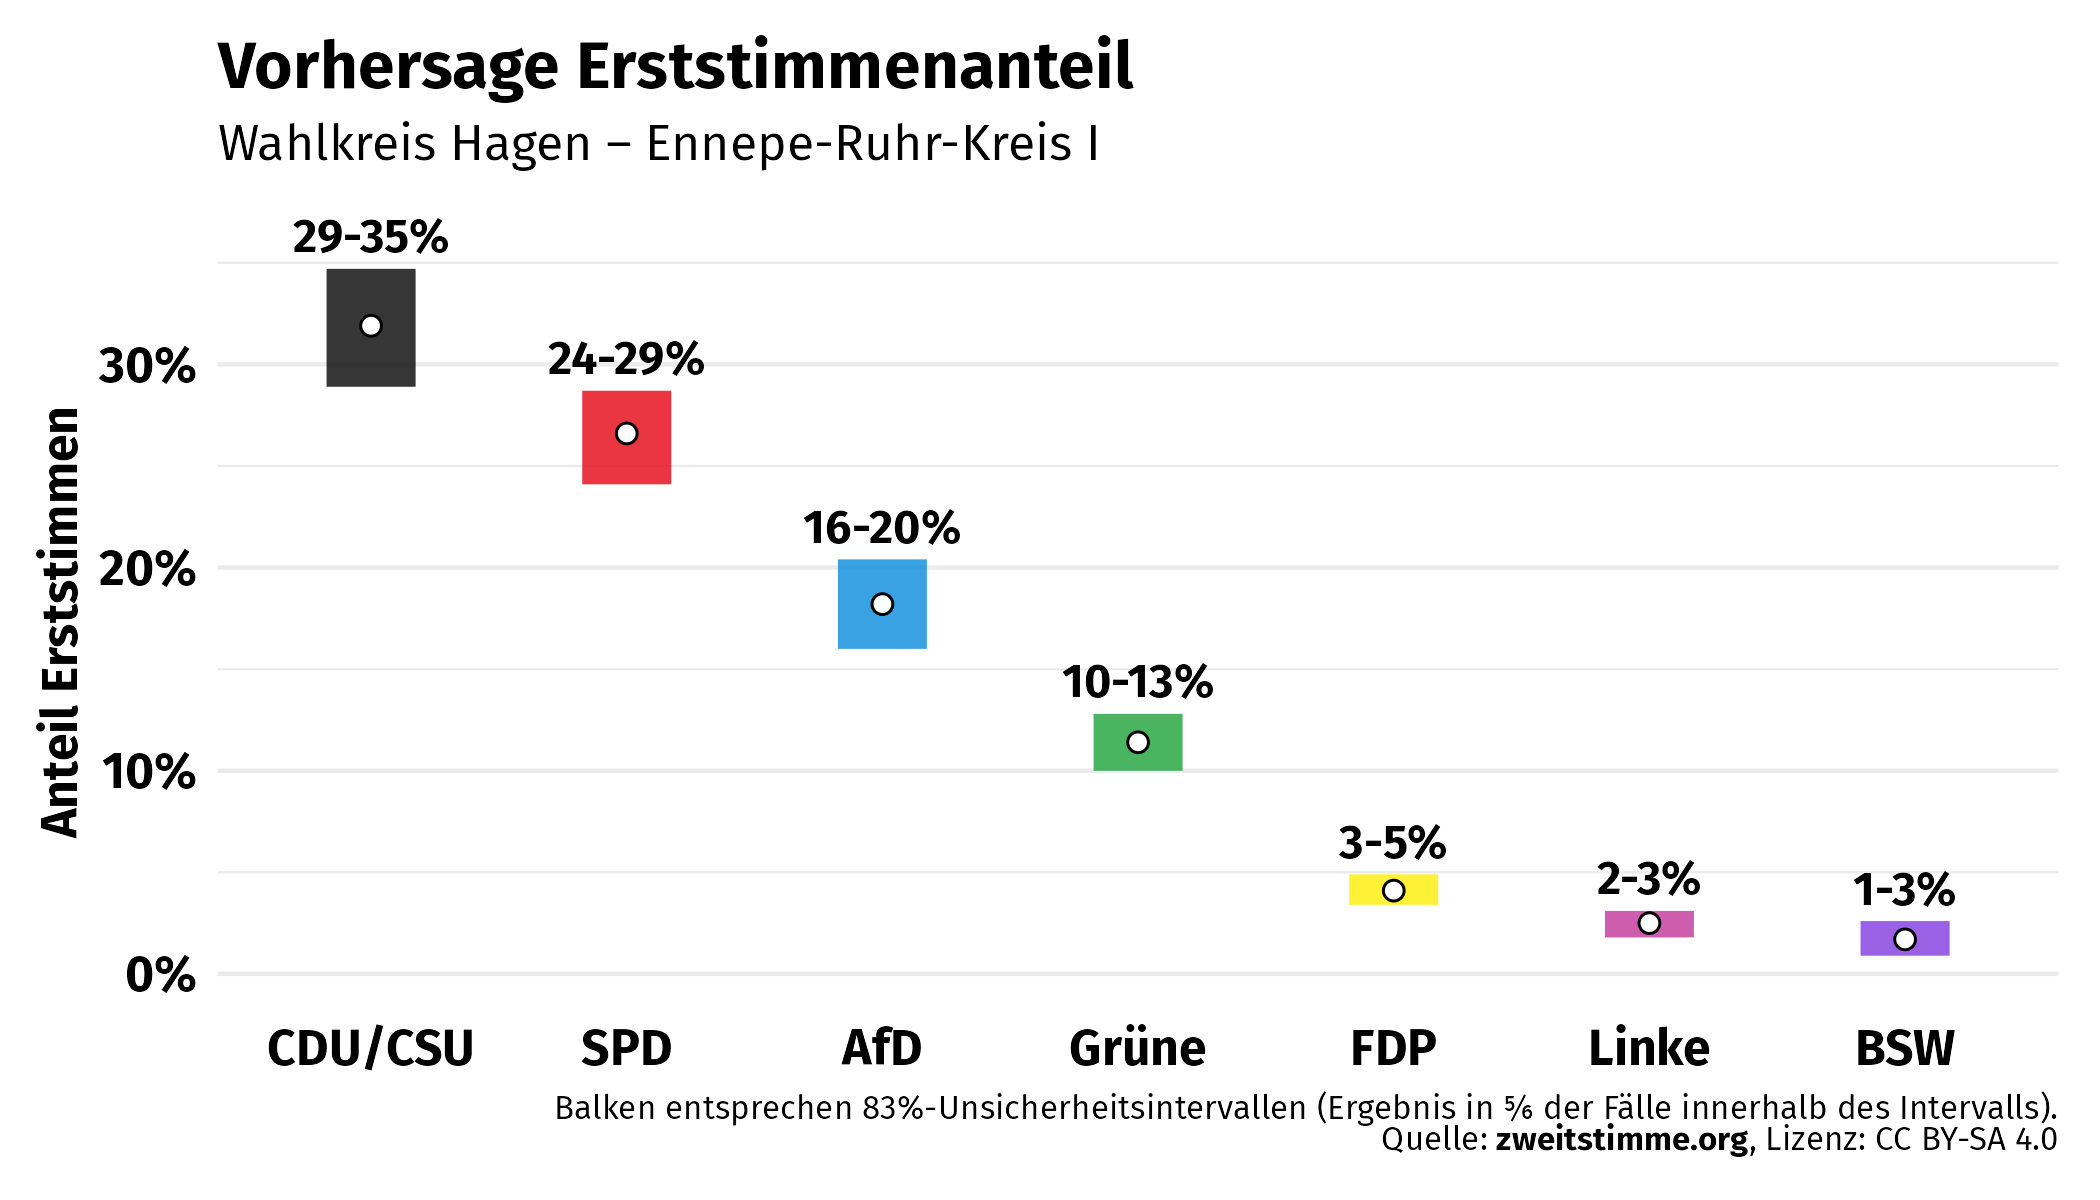 Vorhersage Erststimmenanteil
Wahlkreis Hagen – Ennepe-Ruhr-Kreis I
29-35%
24-29%
16-20%
10-13%
3-5%
2-3%
1-3%
30%
20%
10%
0%
Anteil Erststimmen
CDU/CSU SPD AfD Grüne FDP Linke BSW
Balken entsprechen 83%-Unsicherheitsintervallen (Ergebnis in ⅚ der Fälle innerhalb des Intervalls).
Quelle: zweitstimme.org, Lizenz: CC BY-SA 4.0